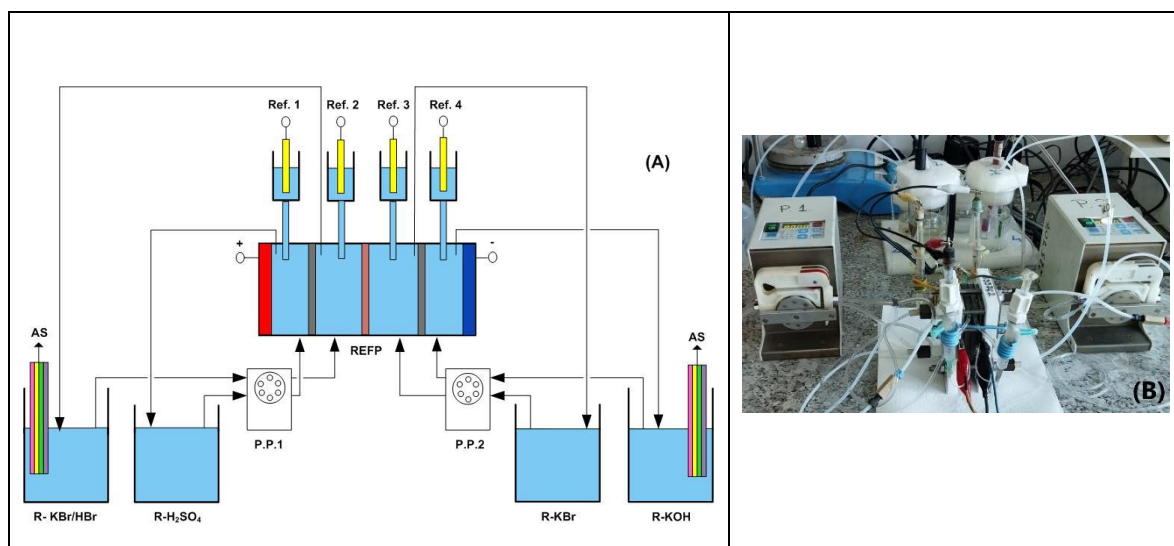 Ref. 1 Ref. 2 Ref. 3 Ref. 4
(A)
+ -
AS REFP AS
P.P.1 P.P.2
R- KBr/HBr R-H₂SO₄ R-KBr R-KOH
P.1.
(B)